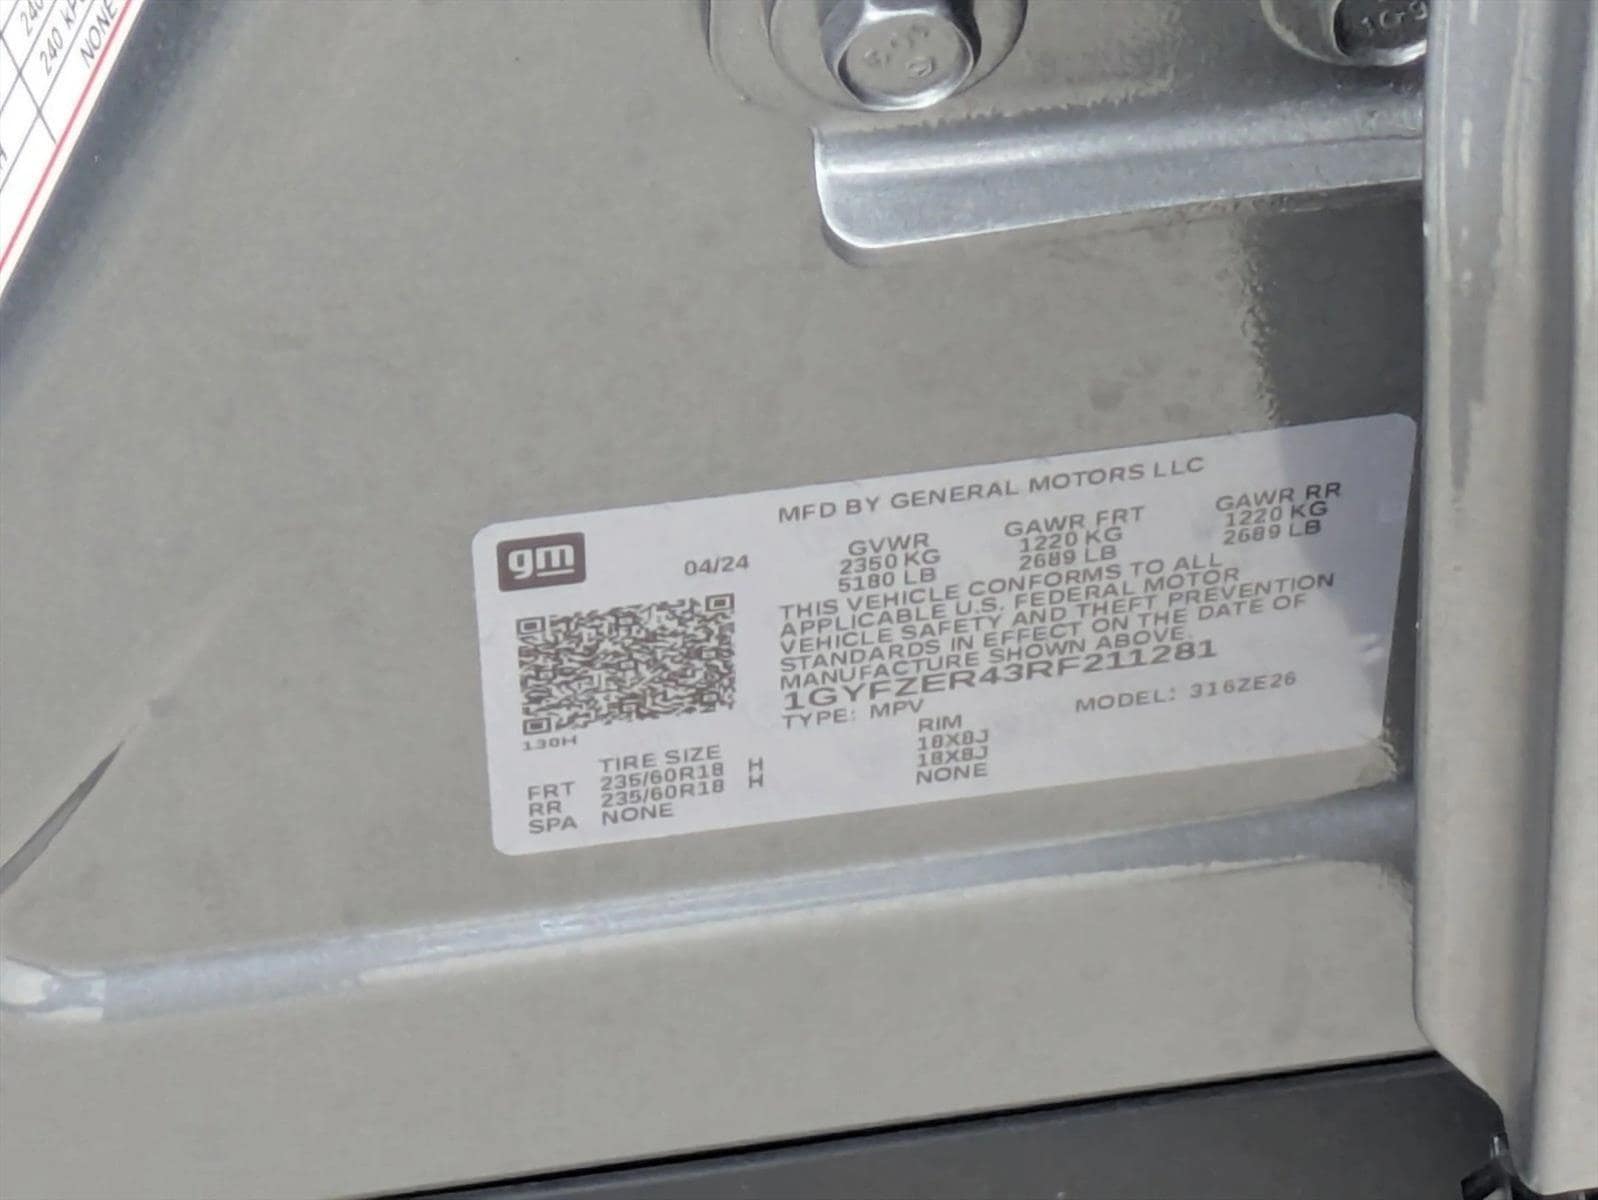 240 KP
NONE
MFD BY GENERAL MOTORS LLC
gm
04/24
GVWR GAWR FRT GAWR RR
2350 KG 1220 KG 1220 KG
5180 LB 2689 LB 2689 LB
THIS VEHICLE CONFORMS TO ALL
APPLICABLE U.S. FEDERAL MOTOR
VEHICLE SAFETY AND THEFT PREVENTION
STANDARDS IN EFFECT ON THE DATE OF
MANUFACTURE SHOWN ABOVE.
1GYFZER43RF211281
TYPE: MPV MODEL: 316ZE26
130H
TIRE SIZE RIM
FRT 235/60R18 H 18X8J
RR 235/60R18 H 18X8J
SPA NONE NONE